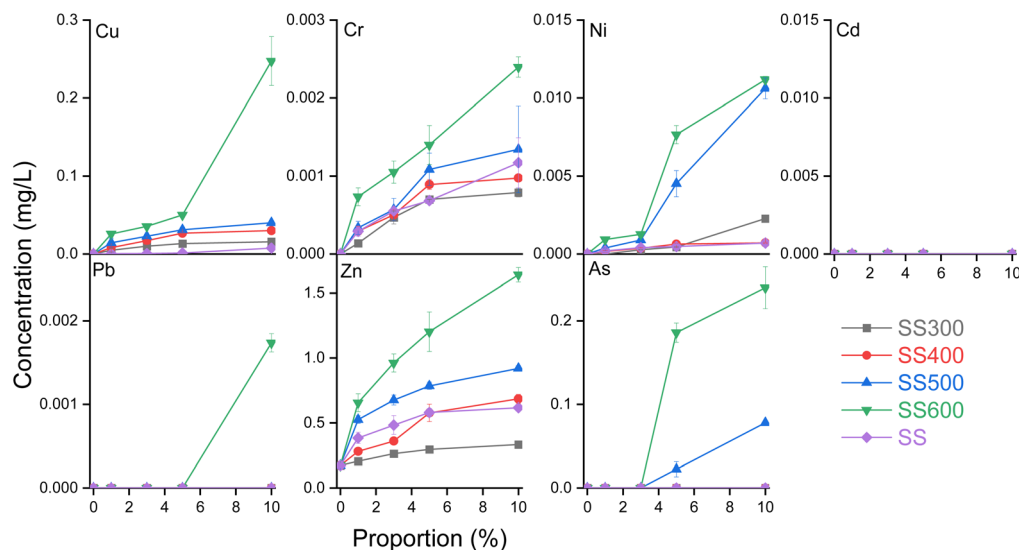 Cu
Cr
Ni
Cd
0.3
0.2
0.1
0.0
0.003
0.002
0.001
0.000
0.015
0.010
0.005
0.000
0.015
0.010
0.005
0.000
0 2 4 6 8 10
Concentration (mg/L)
Pb
Zn
As
0.002
0.001
0.000
1.5
1.0
0.5
0.0
0.2
0.1
0.0
0 2 4 6 8 10
0 2 4 6 8 10
0 2 4 6 8 10
Proportion (%)
SS300
SS400
SS500
SS600
SS